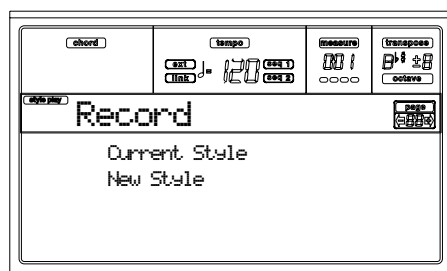 chord tempo measure transpose
ext link ♩= 120 seq 1 seq 2 001 B♭
octave
style play Record page
Current Style
New Style